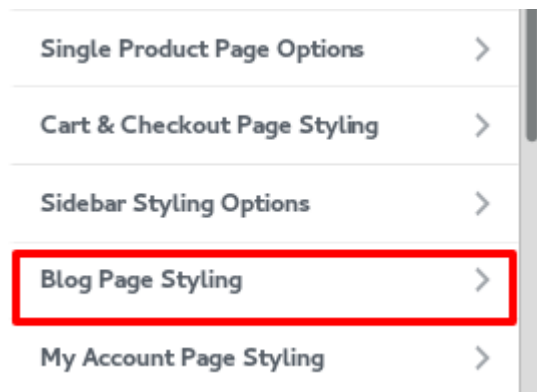 Single Product Page Options
Cart & Checkout Page Styling
Sidebar Styling Options
Blog Page Styling
My Account Page Styling